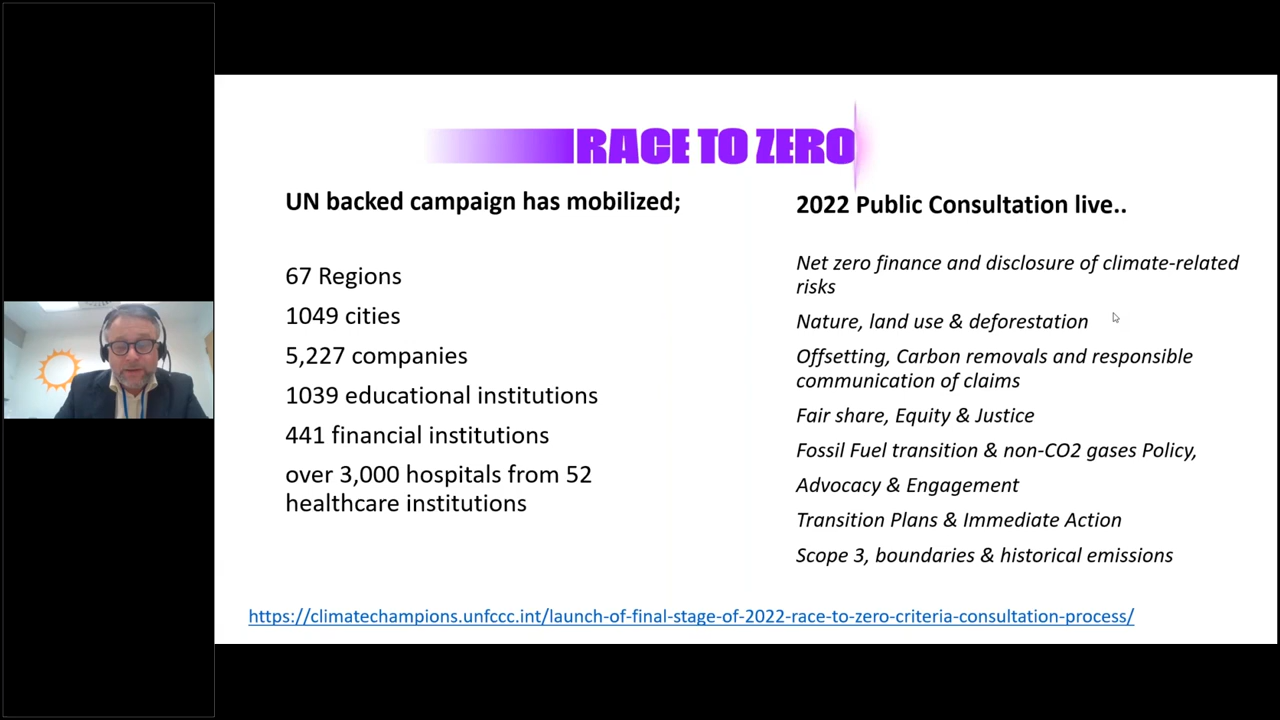 RACE TO ZERO
UN backed campaign has mobilized;
67 Regions
1049 cities
5,227 companies
1039 educational institutions
441 financial institutions
over 3,000 hospitals from 52
healthcare institutions
2022 Public Consultation live..
Net zero finance and disclosure of climate-related
risks
Nature, land use & deforestation
Offsetting, Carbon removals and responsible
communication of claims
Fair share, Equity & Justice
Fossil Fuel transition & non-CO2 gases Policy,
Advocacy & Engagement
Transition Plans & Immediate Action
Scope 3, boundaries & historical emissions
https://climatechampions.unfccc.int/launch-of-final-stage-of-2022-race-to-zero-criteria-consultation-process/